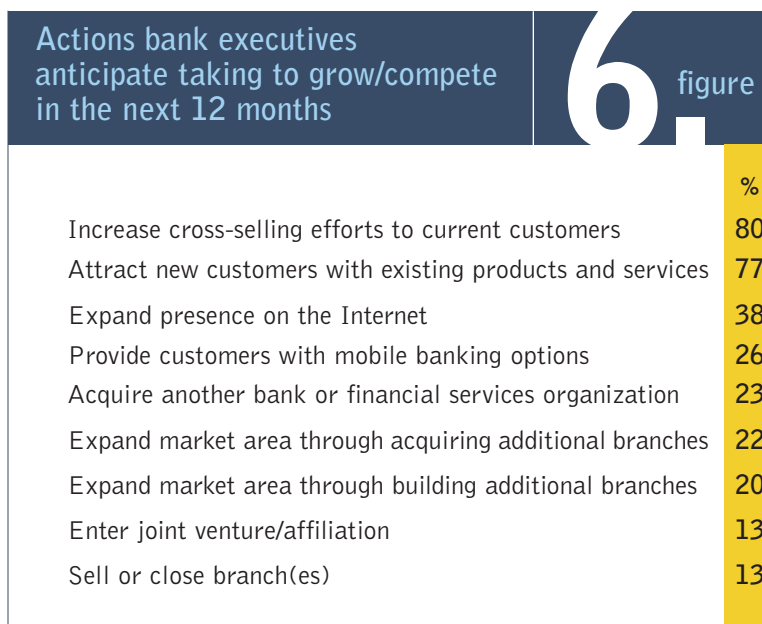 Actions bank executives
anticipate taking to grow/compete
in the next 12 months
6. figure
%
Increase cross-selling efforts to current customers 80
Attract new customers with existing products and services 77
Expand presence on the Internet 38
Provide customers with mobile banking options 26
Acquire another bank or financial services organization 23
Expand market area through acquiring additional branches 22
Expand market area through building additional branches 20
Enter joint venture/affiliation 13
Sell or close branch(es) 13